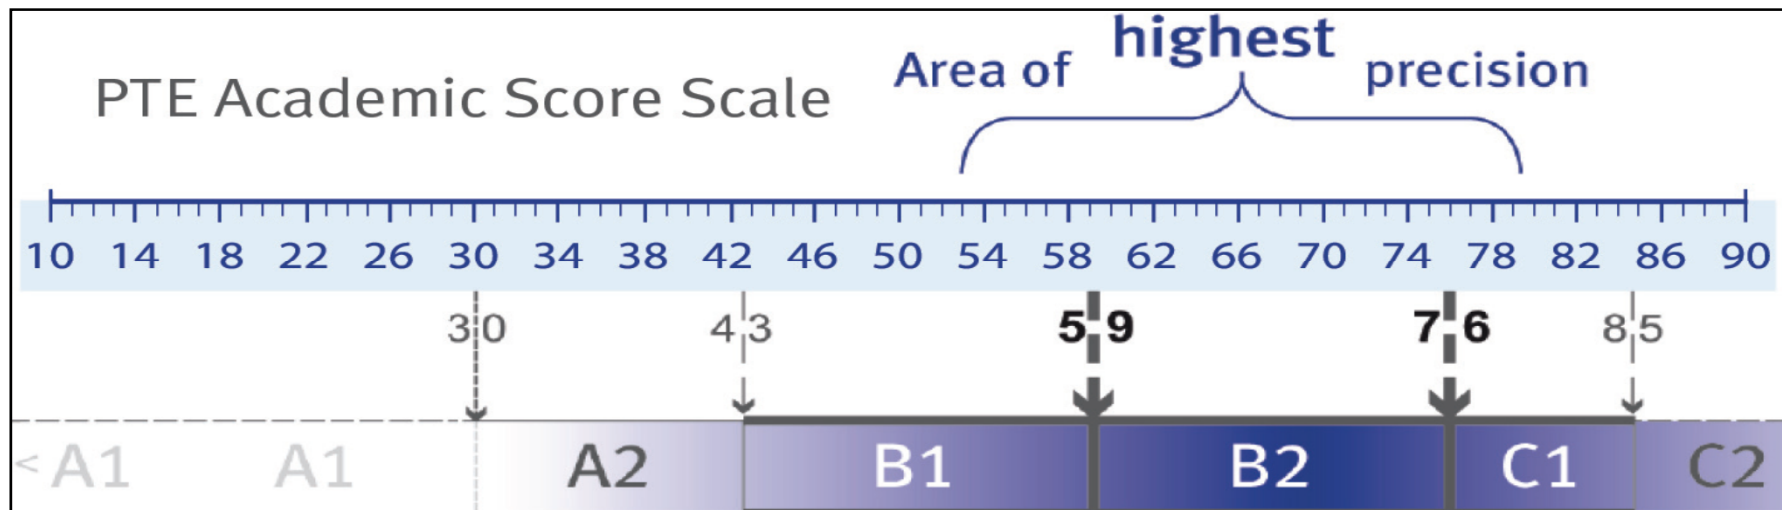 Area of highest precision
PTE Academic Score Scale
10 14 18 22 26 30 34 38 42 46 50 54 58 62 66 70 74 78 82 86 90
30 43 59 76 85
<A1 A1 A2 B1 B2 C1 C2